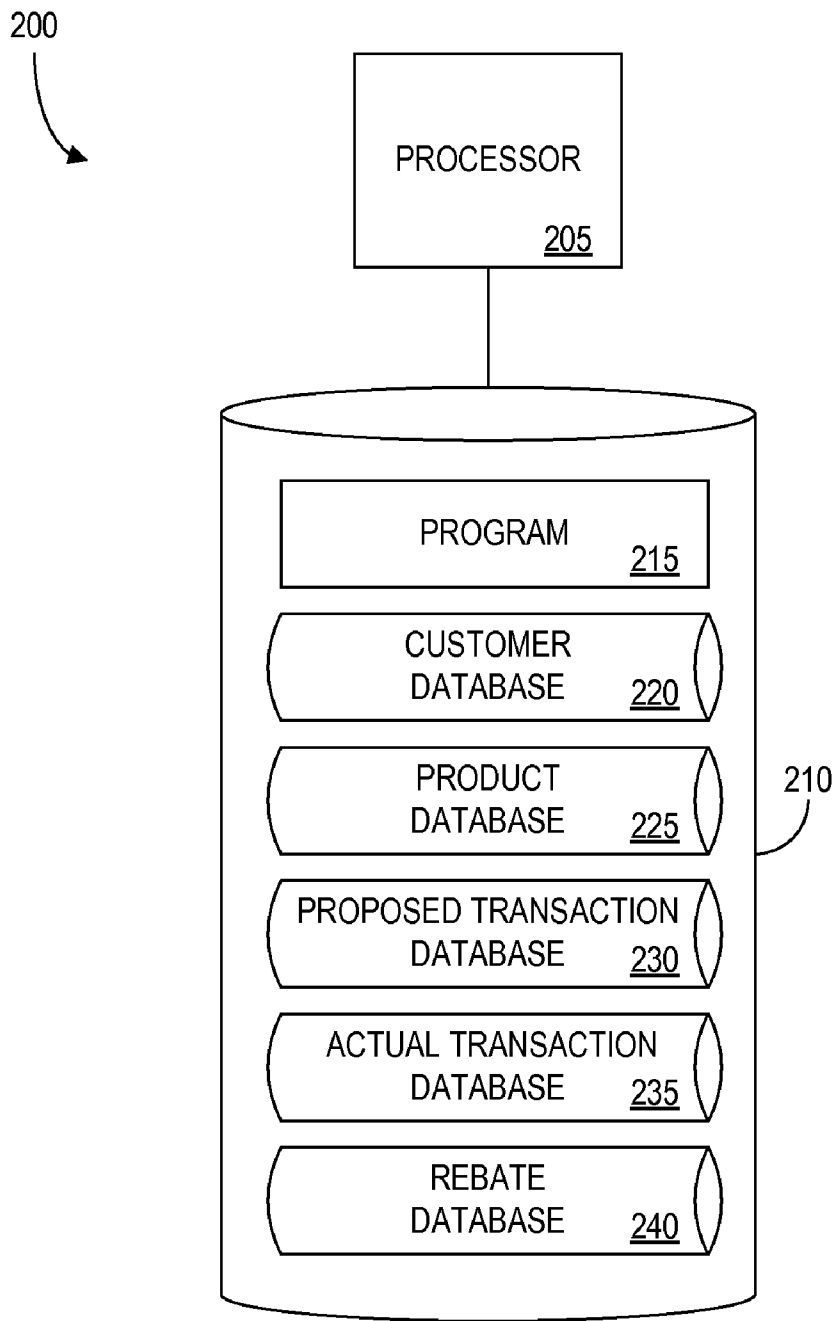 200
PROCESSOR
205
PROGRAM
215
CUSTOMER
DATABASE
220
PRODUCT
DATABASE
225
210
PROPOSED TRANSACTION
DATABASE
230
ACTUAL TRANSACTION
DATABASE
235
REBATE
DATABASE
240